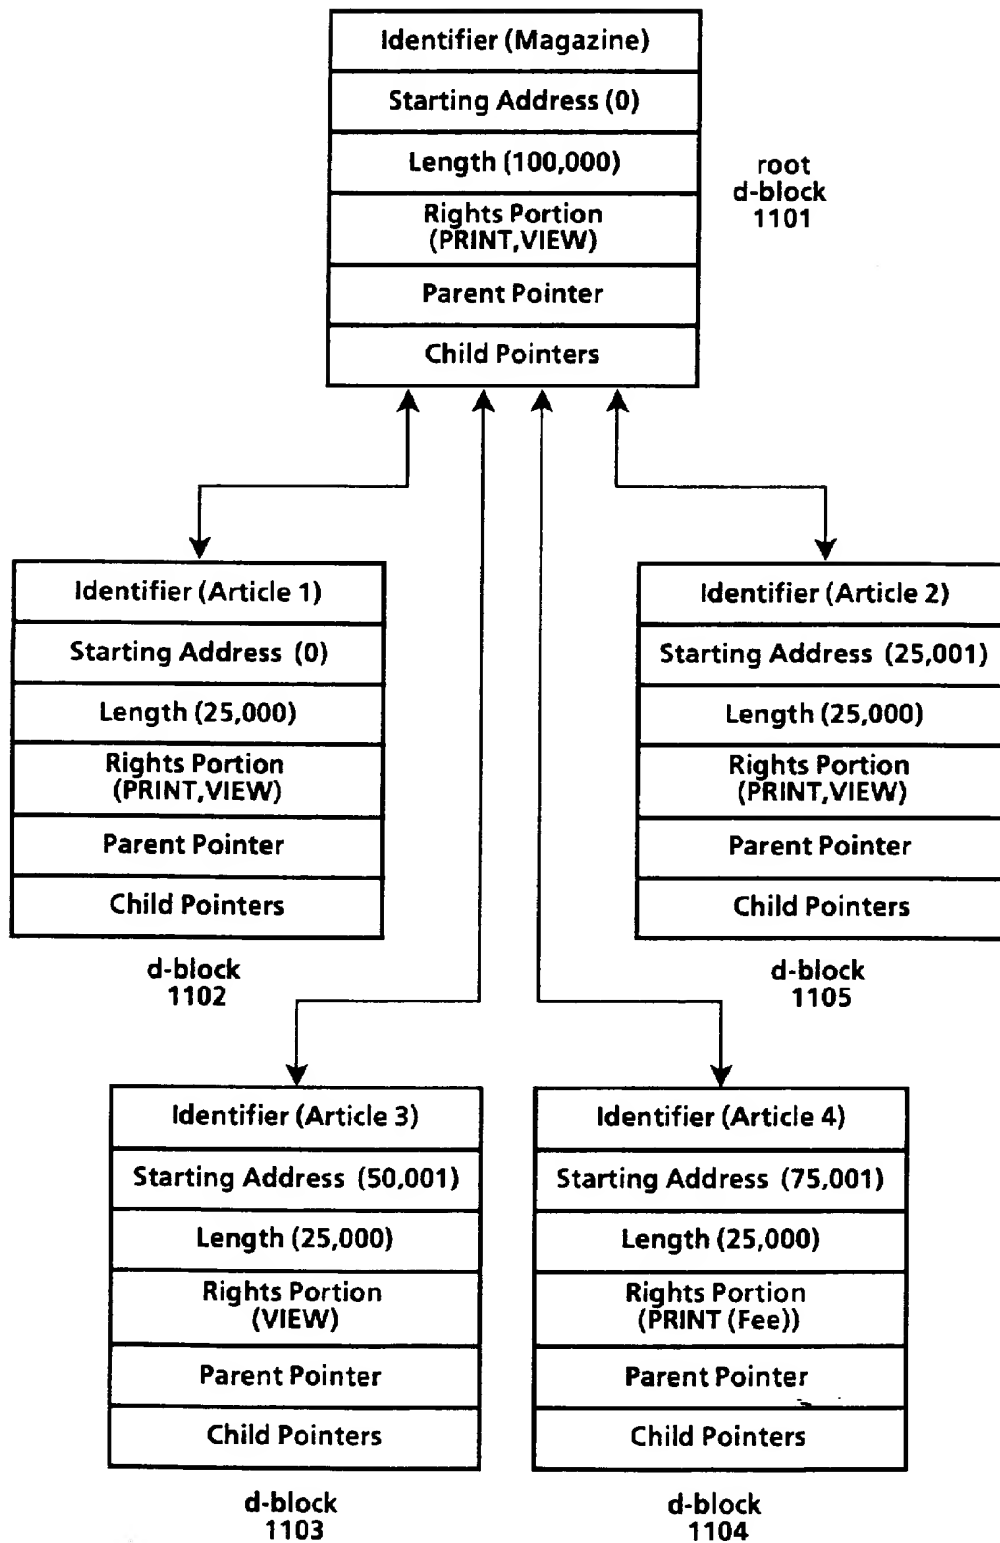 Identifier (Magazine)
Starting Address (0)
Length (100,000)
Rights Portion
(PRINT,VIEW)
Parent Pointer
Child Pointers
root
d-block
1101
Identifier (Article 1)
Starting Address (0)
Length (25,000)
Rights Portion
(PRINT,VIEW)
Parent Pointer
Child Pointers
d-block
1102
Identifier (Article 2)
Starting Address (25,001)
Length (25,000)
Rights Portion
(PRINT,VIEW)
Parent Pointer
Child Pointers
d-block
1105
Identifier (Article 3)
Starting Address (50,001)
Length (25,000)
Rights Portion
(VIEW)
Parent Pointer
Child Pointers
d-block
1103
Identifier (Article 4)
Starting Address (75,001)
Length (25,000)
Rights Portion
(PRINT (Fee))
Parent Pointer
Child Pointers
d-block
1104